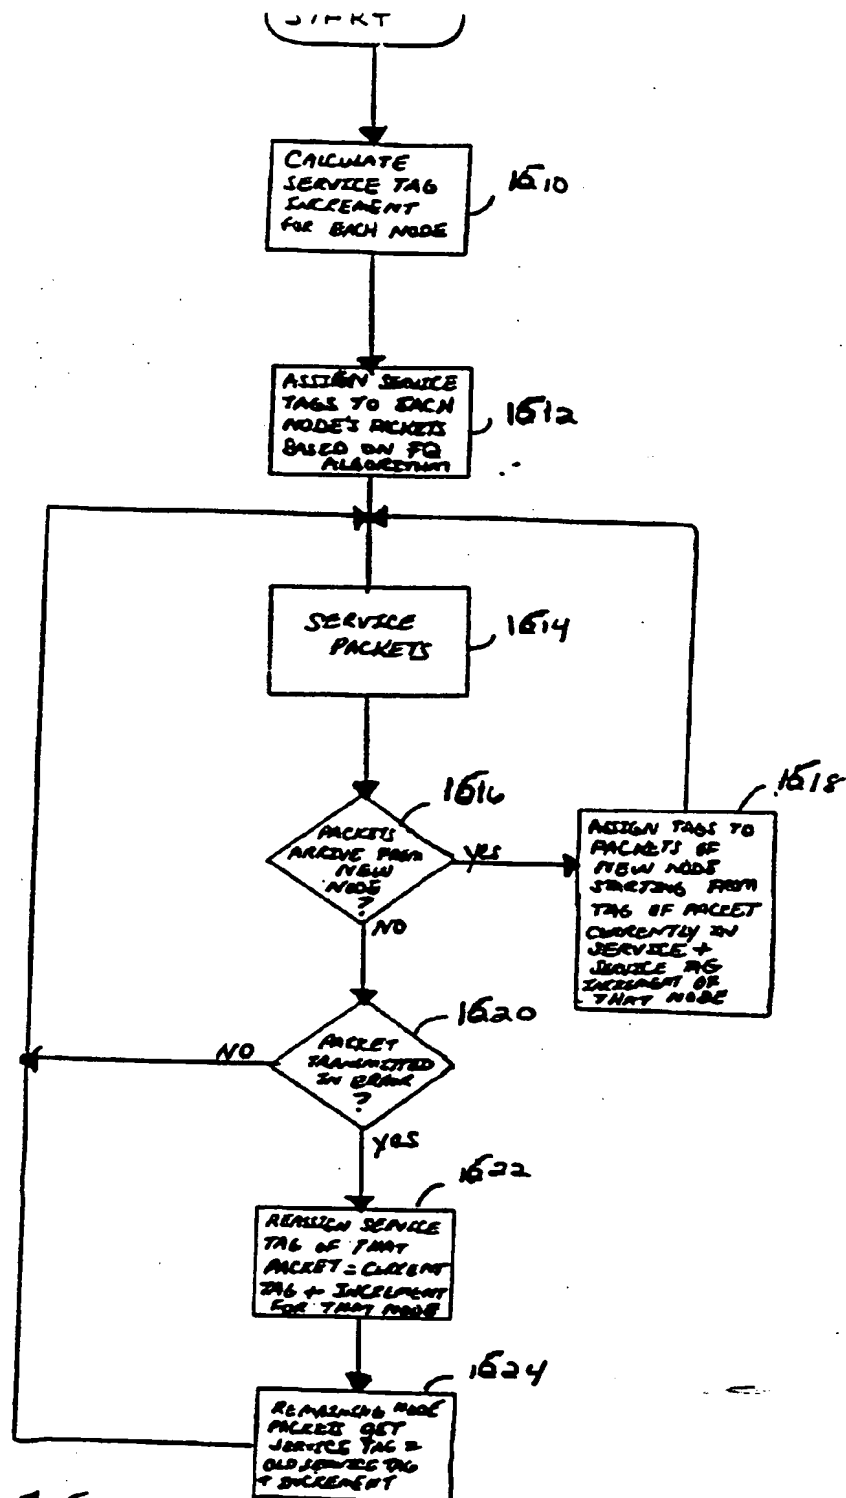 START
CALCULATE
SERVICE TAG
INCREMENT
FOR EACH NODE
1610
ASSIGN SERVICE
TAGS TO EACH
NODE'S PACKETS
BASED ON FQ
ALGORITHM
1612
SERVICE
PACKETS
1614
PACKETS
ARRIVE FROM
NEW
NODE
?
1616
YES
NO
ASSIGN TAGS TO
PACKETS OF
NEW NODE
STARTING FROM
TAG OF PACKET
CURRENTLY IN
SERVICE +
SERVICE TAG
INCREMENT OF
THAT NODE
1618
PACKET
TRANSMITTED
IN ERROR
?
1620
NO
YES
REASSIGN SERVICE
TAG OF THAT
PACKET = CURRENT
TAG + INCREMENT
FOR THAT NODE
1622
REMAINING NODE
PACKETS GET
SERVICE TAG =
OLD SERVICE TAG
+ INCREMENT
1624